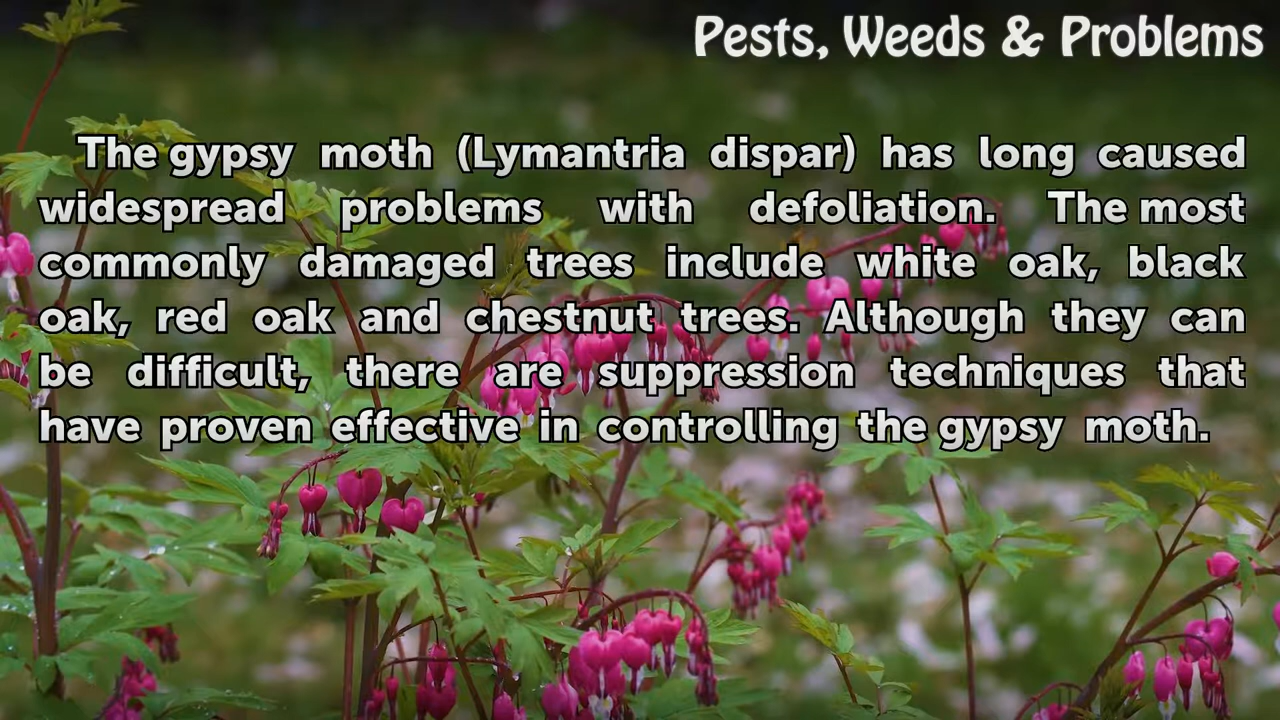 Pests, Weeds & Problems
The gypsy moth (Lymantria dispar) has long caused
widespread problems with defoliation. The most
commonly damaged trees include white oak, black
oak, red oak and chestnut trees. Although they can
be difficult, there are suppression techniques that
have proven effective in controlling the gypsy moth.